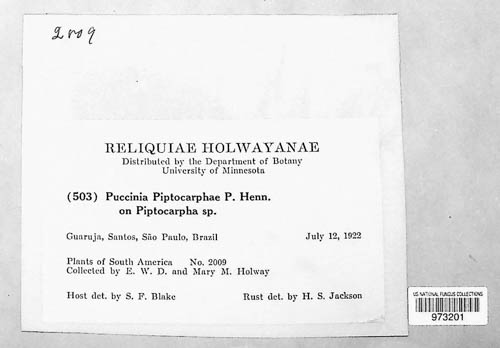 2009
RELIQUIAE HOLWAYANAE
Distributed by the Department of Botany
University of Minnesota
(503) Puccinia Piptocarphae P. Henn.
on Piptocarpha sp.
Guaruja, Santos, São Paulo, Brazil July 12, 1922
Plants of South America No. 2009
Collected by E. W. D. and Mary M. Holway
Host det. by S. F. Blake Rust det. by H. S. Jackson
US NATIONAL FUNGUS COLLECTIONS
973201